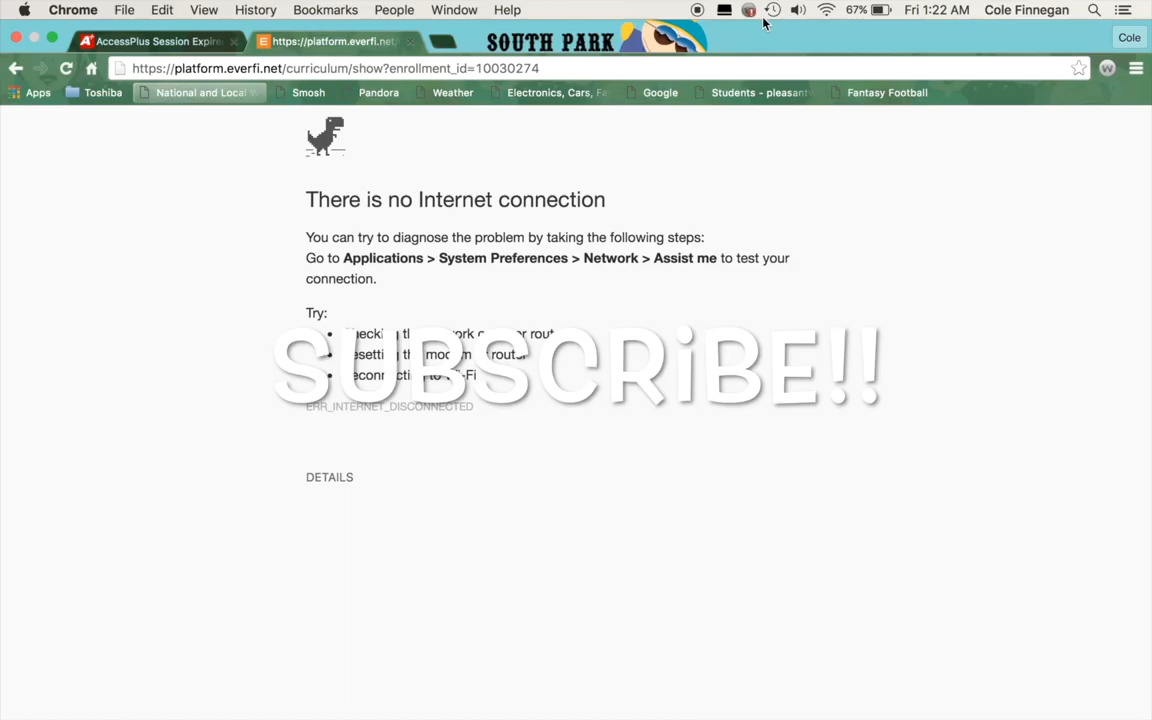 Chrome File Edit View History Bookmarks People Window Help 67% Fri 1:22 AM Cole Finnegan
AccessPlus Session Expire https://platform.everfi.net SOUTH PARK Cole
https://platform.everfi.net/curriculum/show?enrollment_id=10030274
Apps Toshiba National and Local Smosh Pandora Weather Electronics, Cars, Google Students - Fantasy Football
There is no Internet connection
You can try to diagnose the problem by taking the following steps:
Go to Applications > System Preferences > Network > Assist me to test your
connection.
Try:
SUBSCRiBE!!
ERR_INTERNET_DISCONNECTED
DETAILS